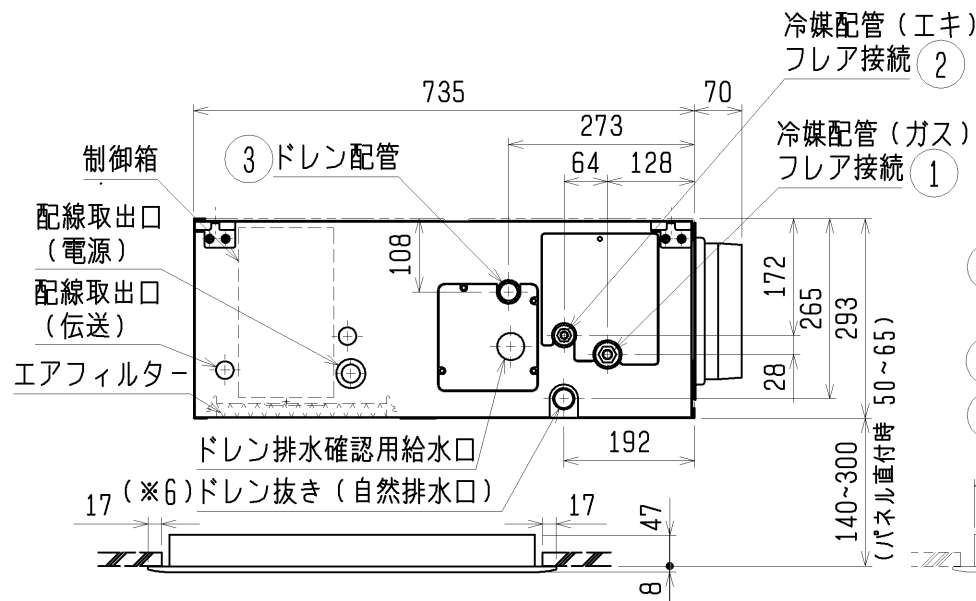 冷媒配管（エキ）
フレア接続 ②
735
70
273
冷媒配管（ガス）
フレア接続 ①
制御箱
③ ドレン配管
64
128
配線取出口
（電源）
108
172
265
293
配線取出口
（伝送）
エアフィルター
28
ドレン排水確認用給水口
192
(※6)ドレン抜き（自然排水口）
140~300
（パネル直付時 50~65）
17
17
47
8